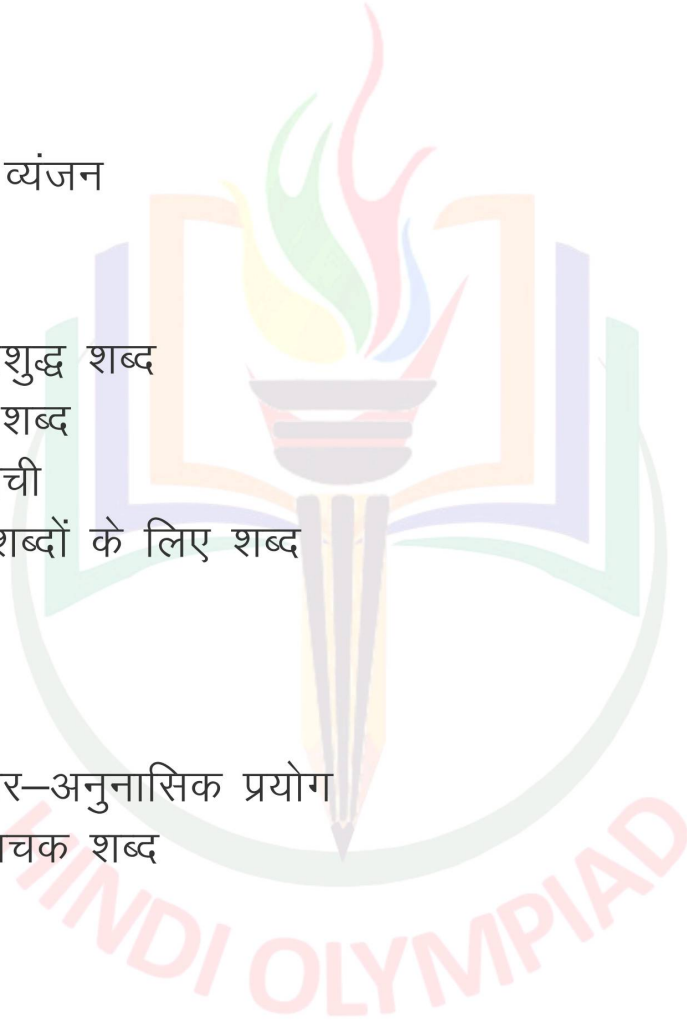 व्यंजन
शुद्ध शब्द
शब्द
ची
शब्दों के लिए शब्द
र–अनुनासिक प्रयोग
चक शब्द
HINDI OLYMPIAD